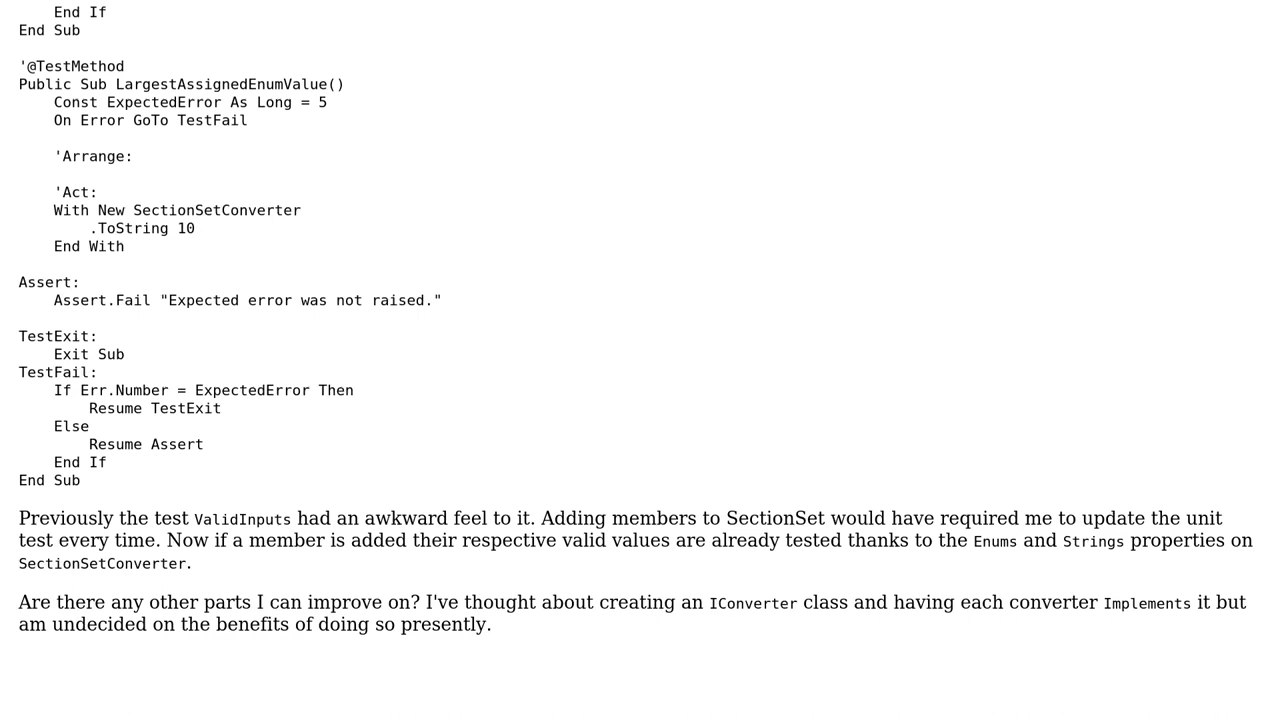 End If
End Sub

'@TestMethod
Public Sub LargestAssignedEnumValue()
    Const ExpectedError As Long = 5
    On Error GoTo TestFail

    'Arrange:

    'Act:
    With New SectionSetConverter
        .ToString 10
    End With

Assert:
    Assert.Fail "Expected error was not raised."

TestExit:
    Exit Sub
TestFail:
    If Err.Number = ExpectedError Then
        Resume TestExit
    Else
        Resume Assert
    End If
End Sub

Previously the test ValidInputs had an awkward feel to it. Adding members to SectionSet would have required me to update the unit
test every time. Now if a member is added their respective valid values are already tested thanks to the Enums and Strings properties on
SectionSetConverter.

Are there any other parts I can improve on? I've thought about creating an IConverter class and having each converter Implements it but
am undecided on the benefits of doing so presently.